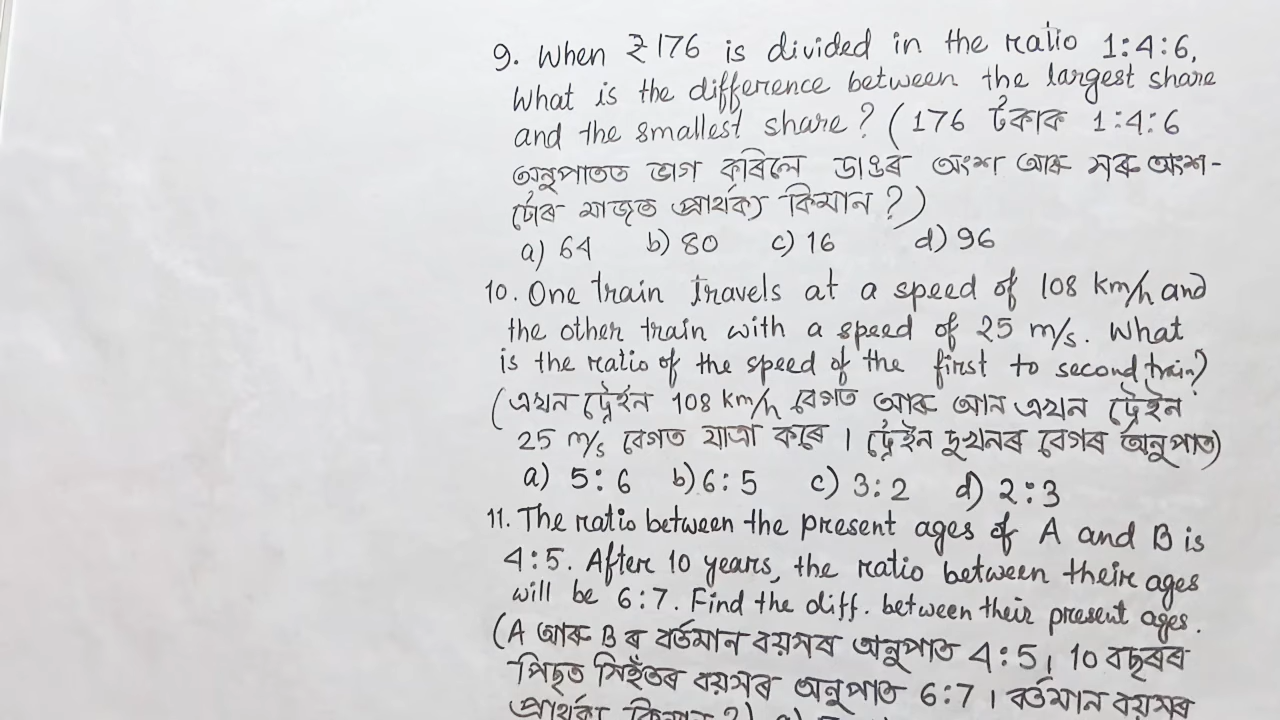 9. When ₹176 is divided in the ratio 1:4:6,
What is the difference between the largest share
and the smallest share? (176 টকাক 1:4:6
অনুপাতত ভাগ কৰিলে ডাঙৰ অংশ আৰু সৰু অংশ-
টোৰ মাজত প্ৰাৰ্থক্য কিমান?)
a) 64 b) 80 c) 16 d) 96
10. One train travels at a speed of 108 km/h and
the other train with a speed of 25 m/s. What
is the ratio of the speed of the first to second train?
(এখন ট্ৰেইন 108 km/h বেগত আৰু আন এখন ট্ৰেইন
25 m/s বেগত যাত্ৰা কৰে । ট্ৰেইন দুখনৰ বেগৰ অনুপাত)
a) 5:6 b) 6:5 c) 3:2 d) 2:3
11. The ratio between the present ages of A and B is
4:5. After 10 years, the ratio between their ages
will be 6:7. Find the diff. between their present ages.
(A আৰু B ৰ বৰ্তমান বয়সৰ অনুপাত 4:5। 10 বছৰৰ
পিছত সিহঁতৰ বয়সৰ অনুপাত 6:7 । বৰ্তমান বয়সৰ
প্ৰাৰ্থক্য কিমান?) a)